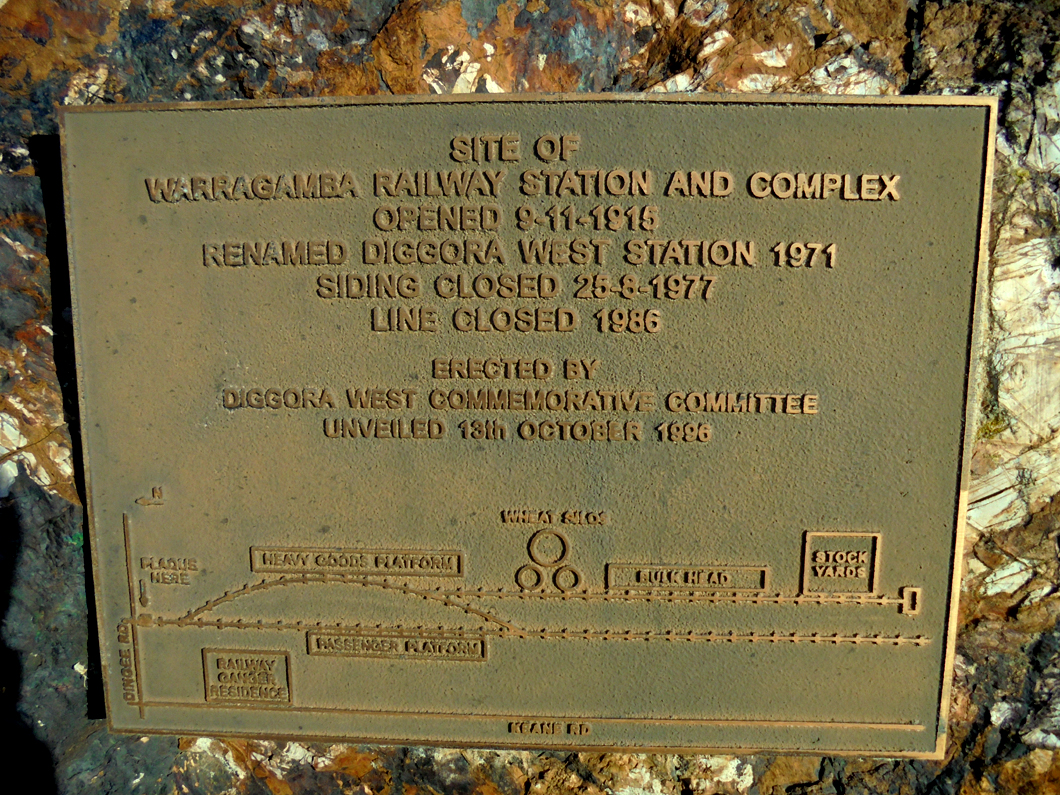 SITE OF
WARRAGAMBA RAILWAY STATION AND COMPLEX
OPENED 9-11-1915
RENAMED DIGGORA WEST STATION 1971
SIDING CLOSED 25-8-1977
LINE CLOSED 1986
ERECTED BY
DIGGORA WEST COMMEMORATIVE COMMITTEE
UNVEILED 13th OCTOBER 1996
N
WHEAT SILOS
PLAQUE
HERE
HEAVY GOODS PLATFORM
BULK HEAD
STOCK
YARDS
DINGEE RD
PASSENGER PLATFORM
RAILWAY
GANGER
RESIDENCE
KEANE RD